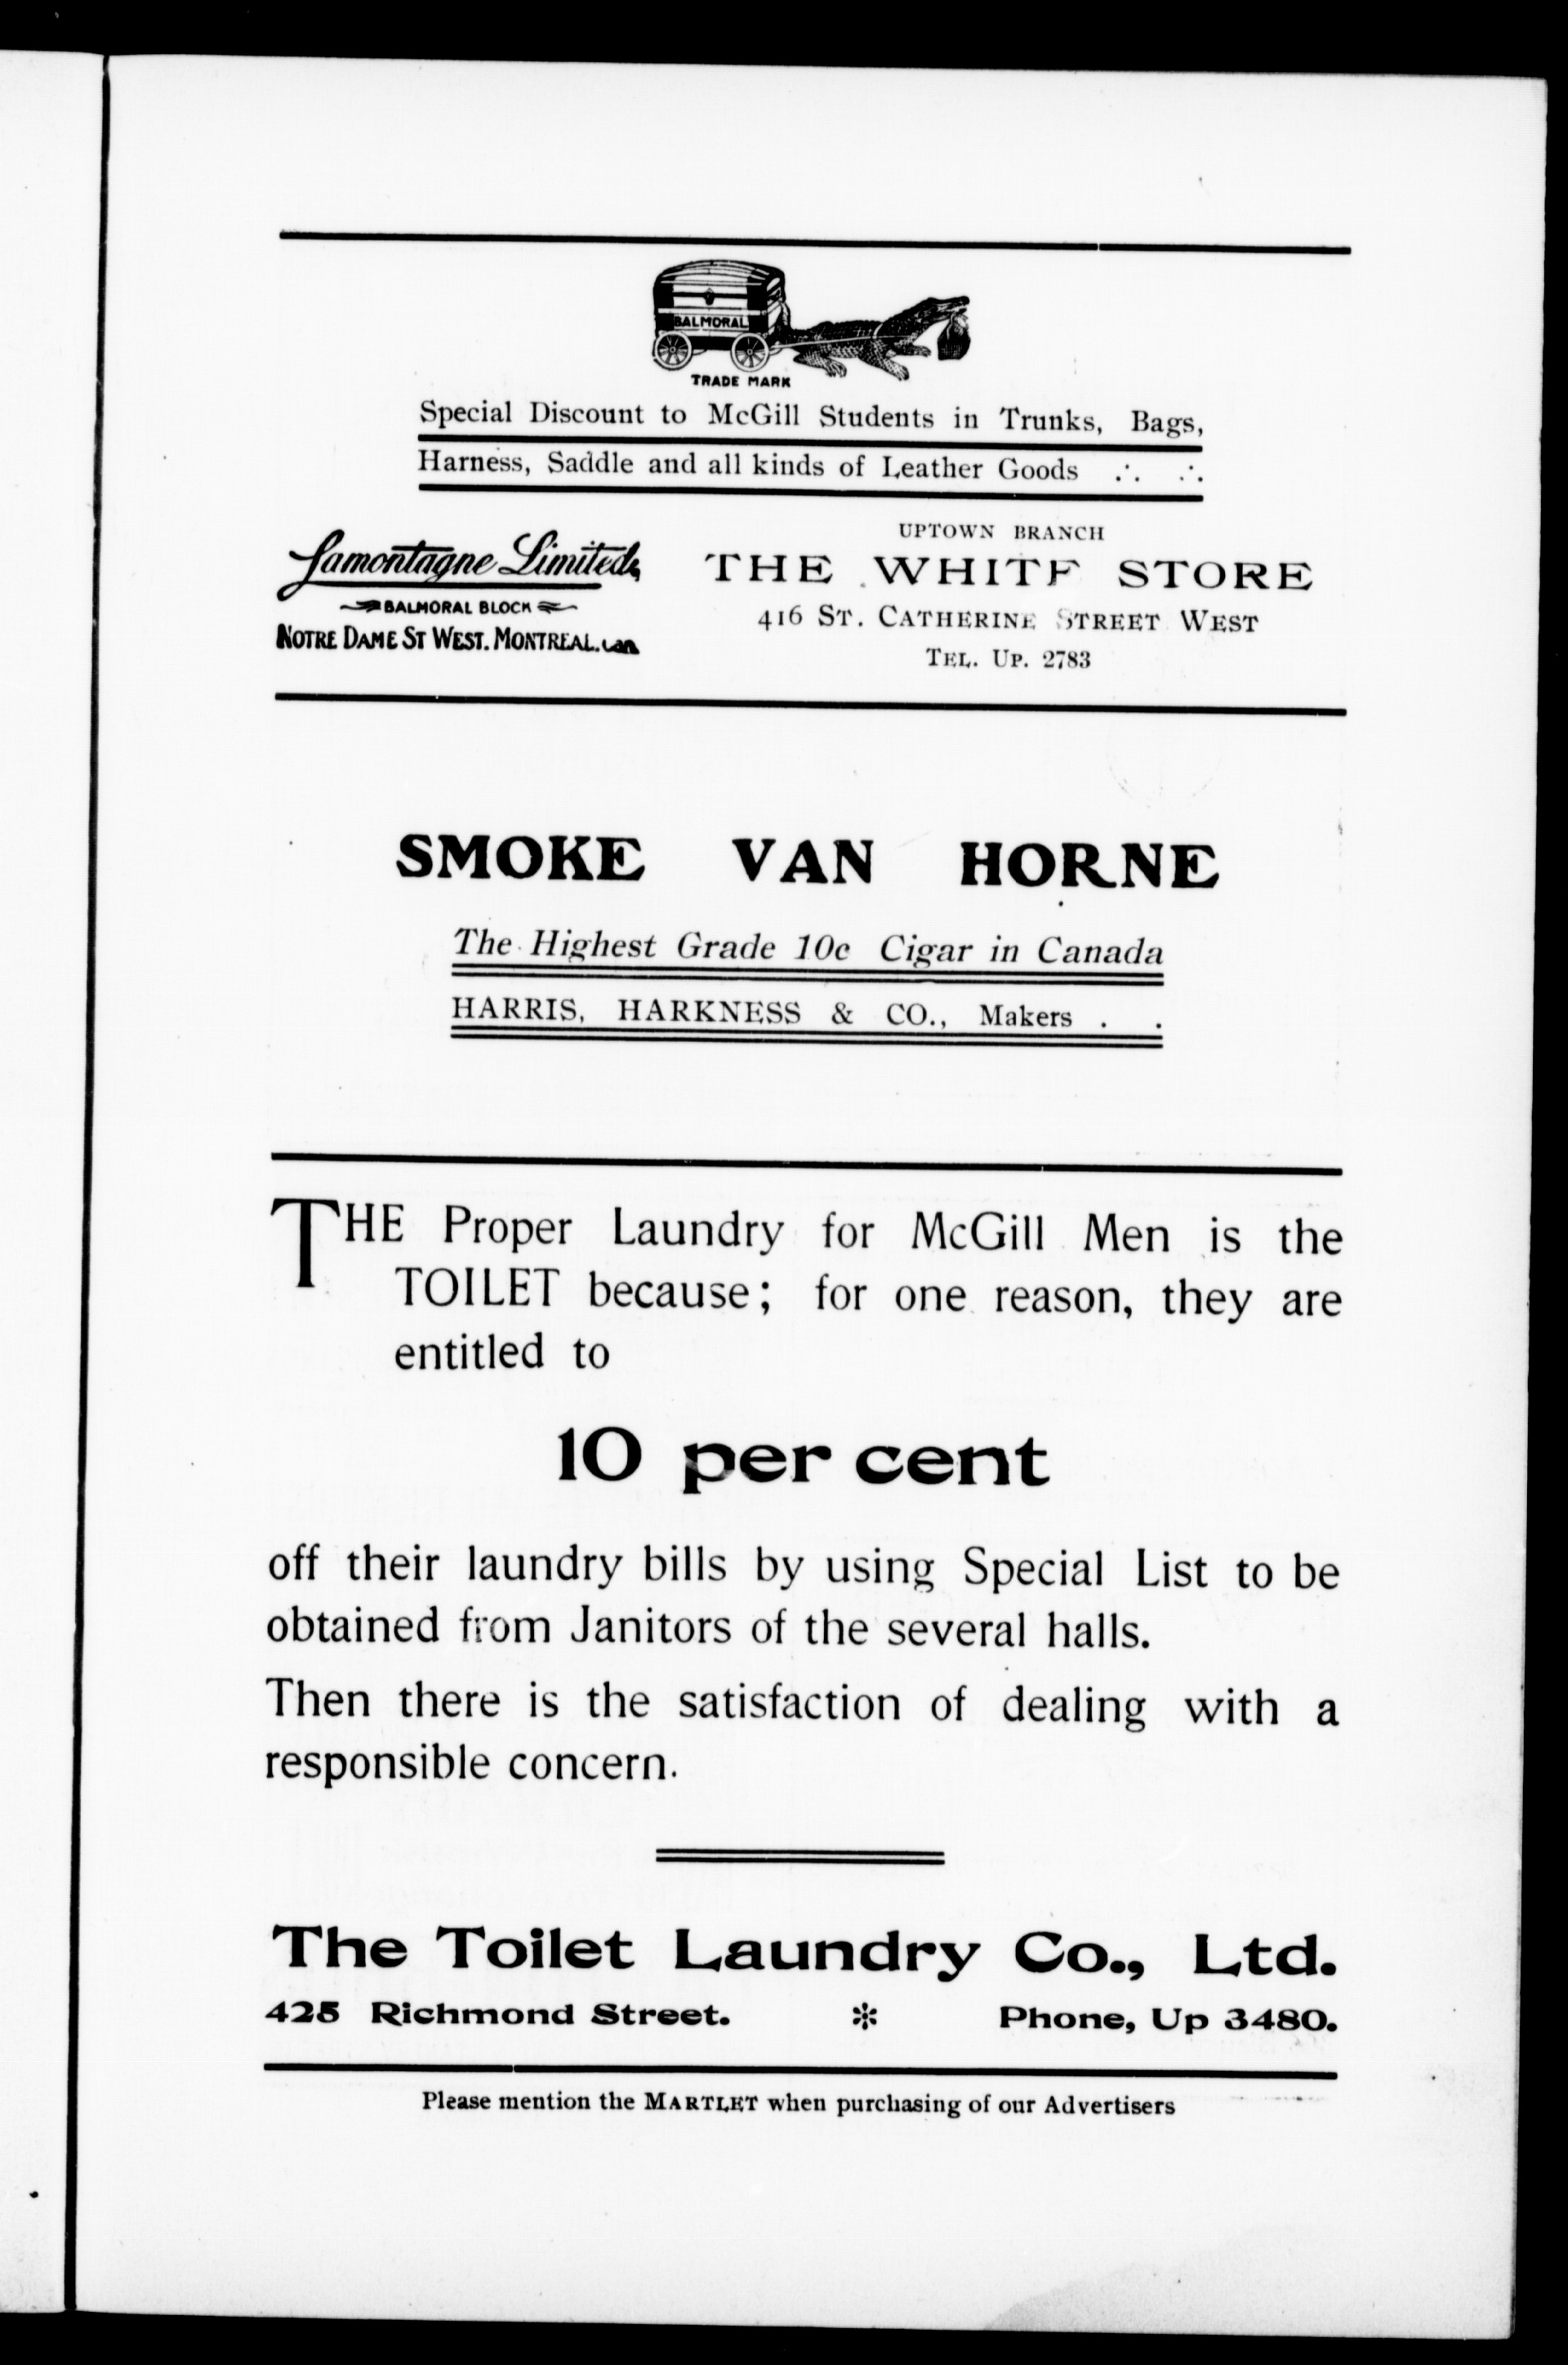 BALMORAL
TRADE MARK
Special Discount to McGill Students in Trunks, Bags,
Harness, Saddle and all kinds of Leather Goods ∴ ∴
Lamontagne Limited
BALMORAL BLOCK
NOTRE DAME ST WEST. MONTREAL. Can
UPTOWN BRANCH
THE WHITE STORE
416 ST. CATHERINE STREET WEST
TEL. UP. 2783
SMOKE VAN HORNE
The Highest Grade 10c Cigar in Canada
HARRIS, HARKNESS & CO., Makers . .
THE Proper Laundry for McGill Men is the
TOILET because; for one reason, they are
entitled to
10 per cent
off their laundry bills by using Special List to be
obtained from Janitors of the several halls.
Then there is the satisfaction of dealing with a
responsible concern.
The Toilet Laundry Co., Ltd.
425 Richmond Street. * Phone, Up 3480.
Please mention the MARTLET when purchasing of our Advertisers